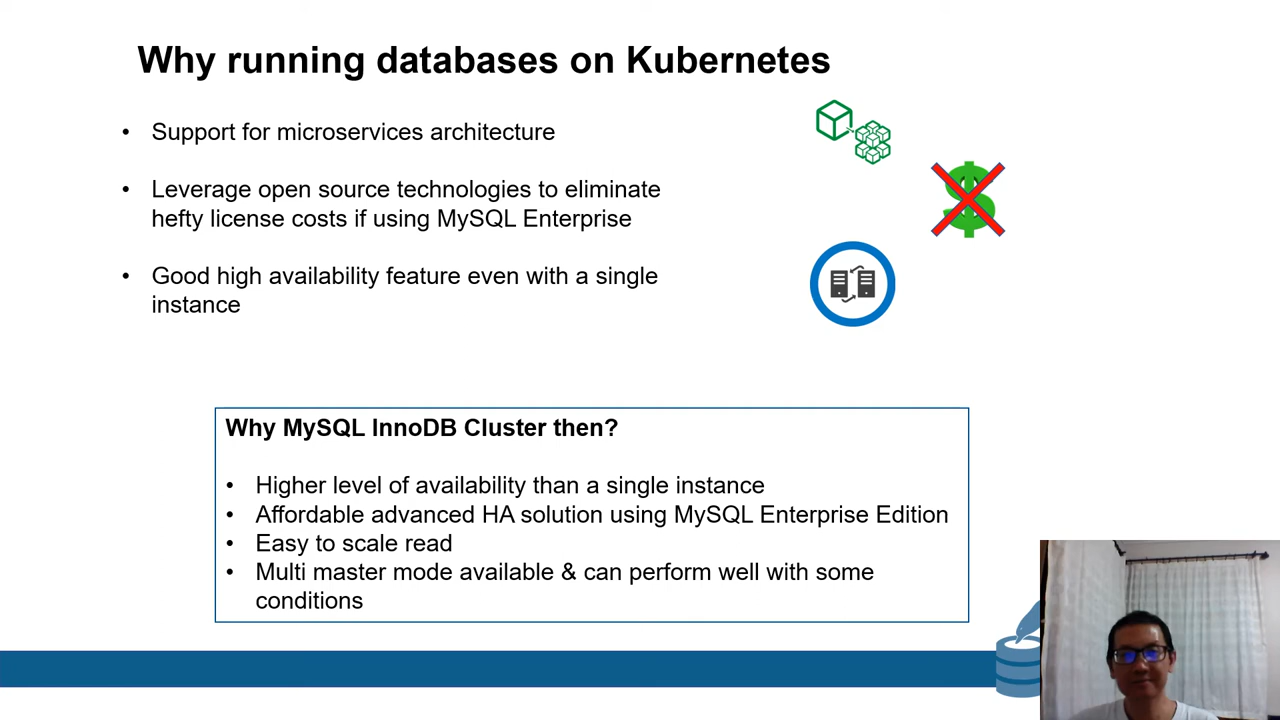 Why running databases on Kubernetes
• Support for microservices architecture
• Leverage open source technologies to eliminate
hefty license costs if using MySQL Enterprise
• Good high availability feature even with a single
instance
Why MySQL InnoDB Cluster then?
• Higher level of availability than a single instance
• Affordable advanced HA solution using MySQL Enterprise Edition
• Easy to scale read
• Multi master mode available & can perform well with some
conditions